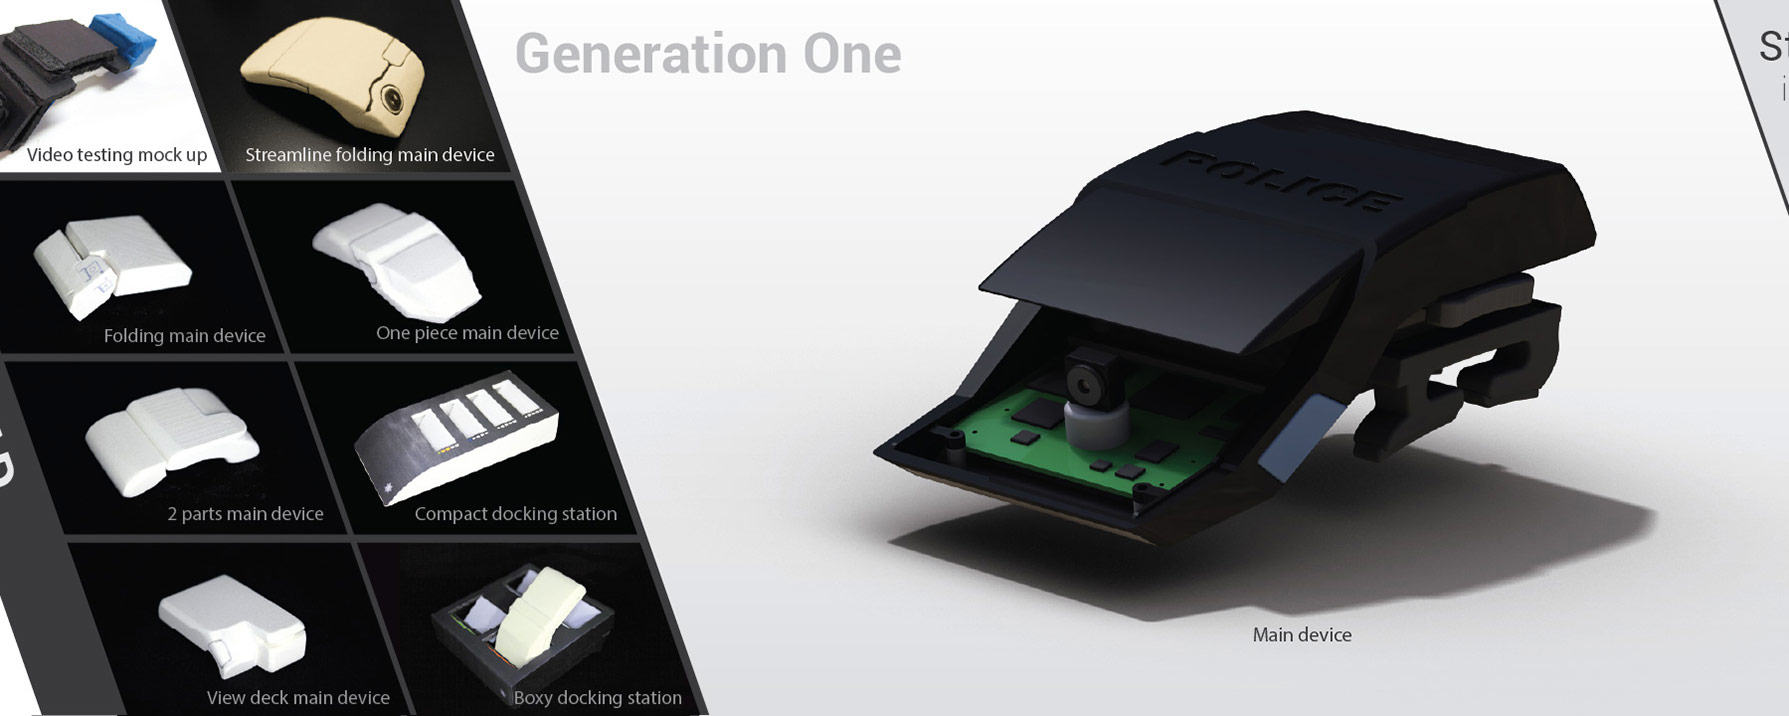 Generation One
Video testing mock up
Streamline folding main device
Folding main device
One piece main device
2 parts main device
Compact docking station
View deck main device
Boxy docking station
POLICE
Main device